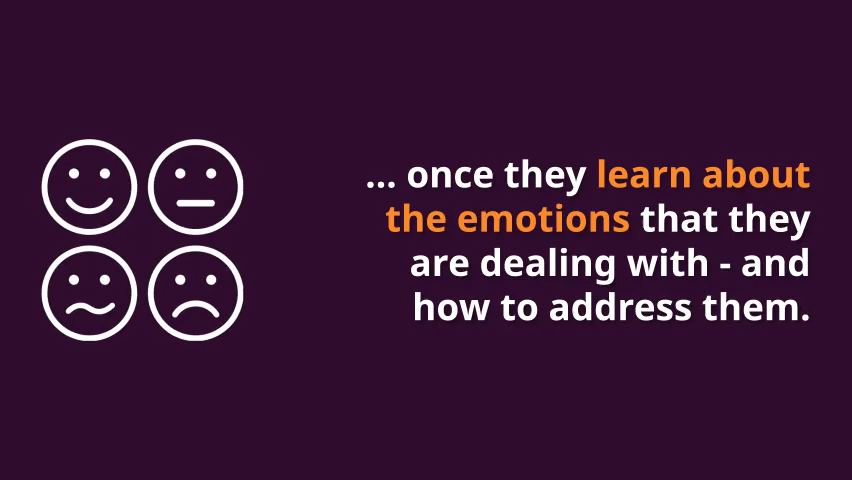 ... once they learn about
the emotions that they
are dealing with - and
how to address them.